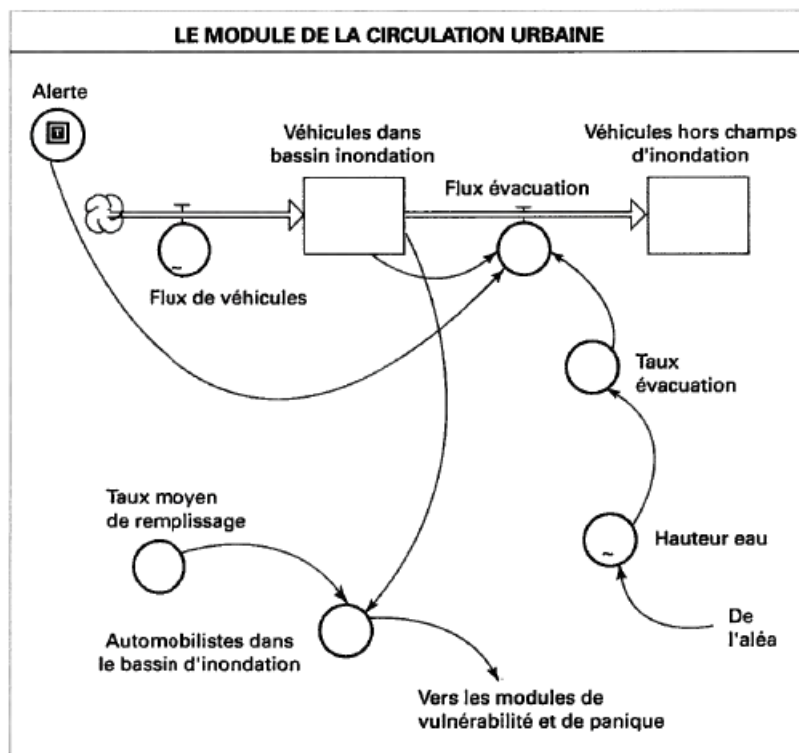 LE MODULE DE LA CIRCULATION URBAINE
Alerte
T
Véhicules dans
bassin inondation
Véhicules hors champs
d'inondation
Flux évacuation
~
Flux de véhicules
Taux
évacuation
Taux moyen
de remplissage
~
Hauteur eau
De
l'aléa
Automobilistes dans
le bassin d'inondation
Vers les modules de
vulnérabilité et de panique